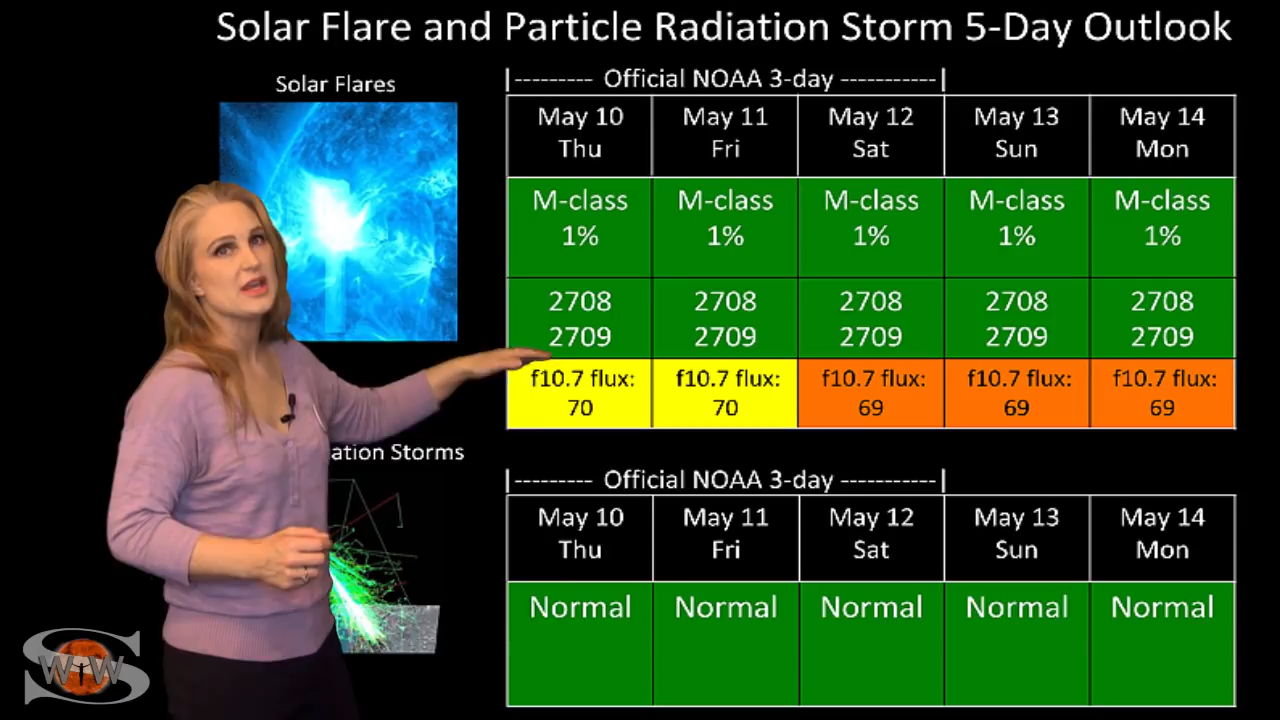 Solar Flare and Particle Radiation Storm 5-Day Outlook
Solar Flares
|--------- Official NOAA 3-day -----------|
May 10 May 11 May 12 May 13 May 14
Thu Fri Sat Sun Mon
M-class M-class M-class M-class M-class
1% 1% 1% 1% 1%
2708 2708 2708 2708 2708
2709 2709 2709 2709 2709
f10.7 flux: f10.7 flux: f10.7 flux: f10.7 flux: f10.7 flux:
70 70 69 69 69
ation Storms
|--------- Official NOAA 3-day -----------|
May 10 May 11 May 12 May 13 May 14
Thu Fri Sat Sun Mon
Normal Normal Normal Normal Normal
S
WiW